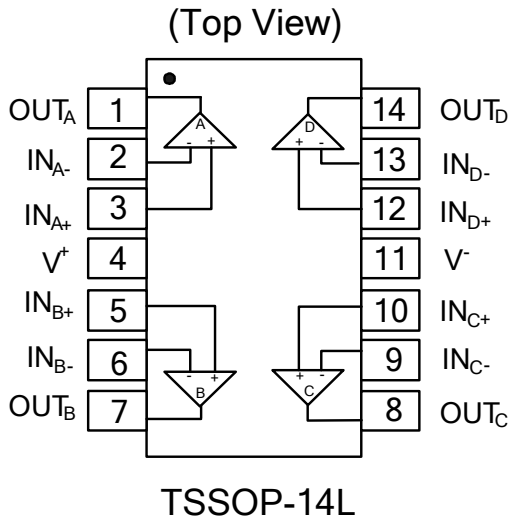 (Top View)
OUTA 1 A D 14 OUTD
- + + -
INA- 2 13 IND-
INA+ 3 12 IND+
V+ 4 11 V-
INB+ 5 10 INC+
INB- 6 9 INC-
- + + -
OUTB 7 B C 8 OUTC
TSSOP-14L